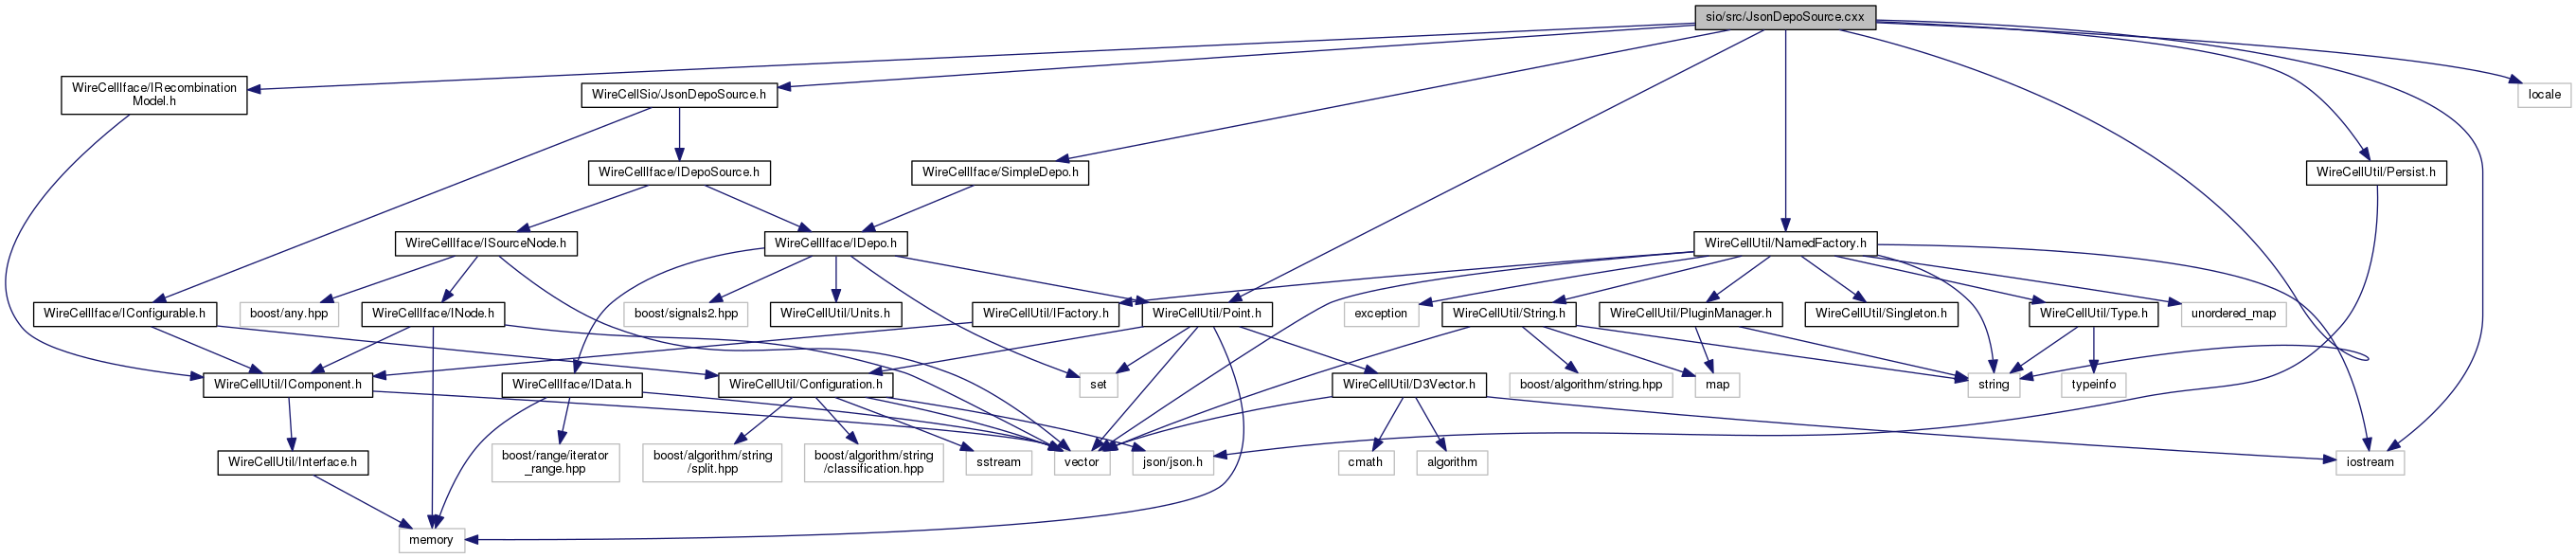 sio/src/JsonDepoSource.cxx
WireCellIface/IRecombination
Model.h
WireCellSio/JsonDepoSource.h
locale
WireCellIface/IDepoSource.h
WireCellIface/SimpleDepo.h
WireCellUtil/Persist.h
WireCellIface/ISourceNode.h
WireCellIface/IDepo.h
WireCellUtil/NamedFactory.h
WireCellIface/IConfigurable.h
boost/any.hpp
WireCellIface/INode.h
boost/signals2.hpp
WireCellUtil/Units.h
WireCellUtil/IFactory.h
WireCellUtil/Point.h
exception
WireCellUtil/String.h
WireCellUtil/PluginManager.h
WireCellUtil/Singleton.h
WireCellUtil/Type.h
unordered_map
WireCellUtil/IComponent.h
WireCellIface/IData.h
WireCellUtil/Configuration.h
set
WireCellUtil/D3Vector.h
boost/algorithm/string.hpp
map
string
typeinfo
WireCellUtil/Interface.h
boost/range/iterator
_range.hpp
boost/algorithm/string
/split.hpp
boost/algorithm/string
/classification.hpp
sstream
vector
json/json.h
cmath
algorithm
iostream
memory